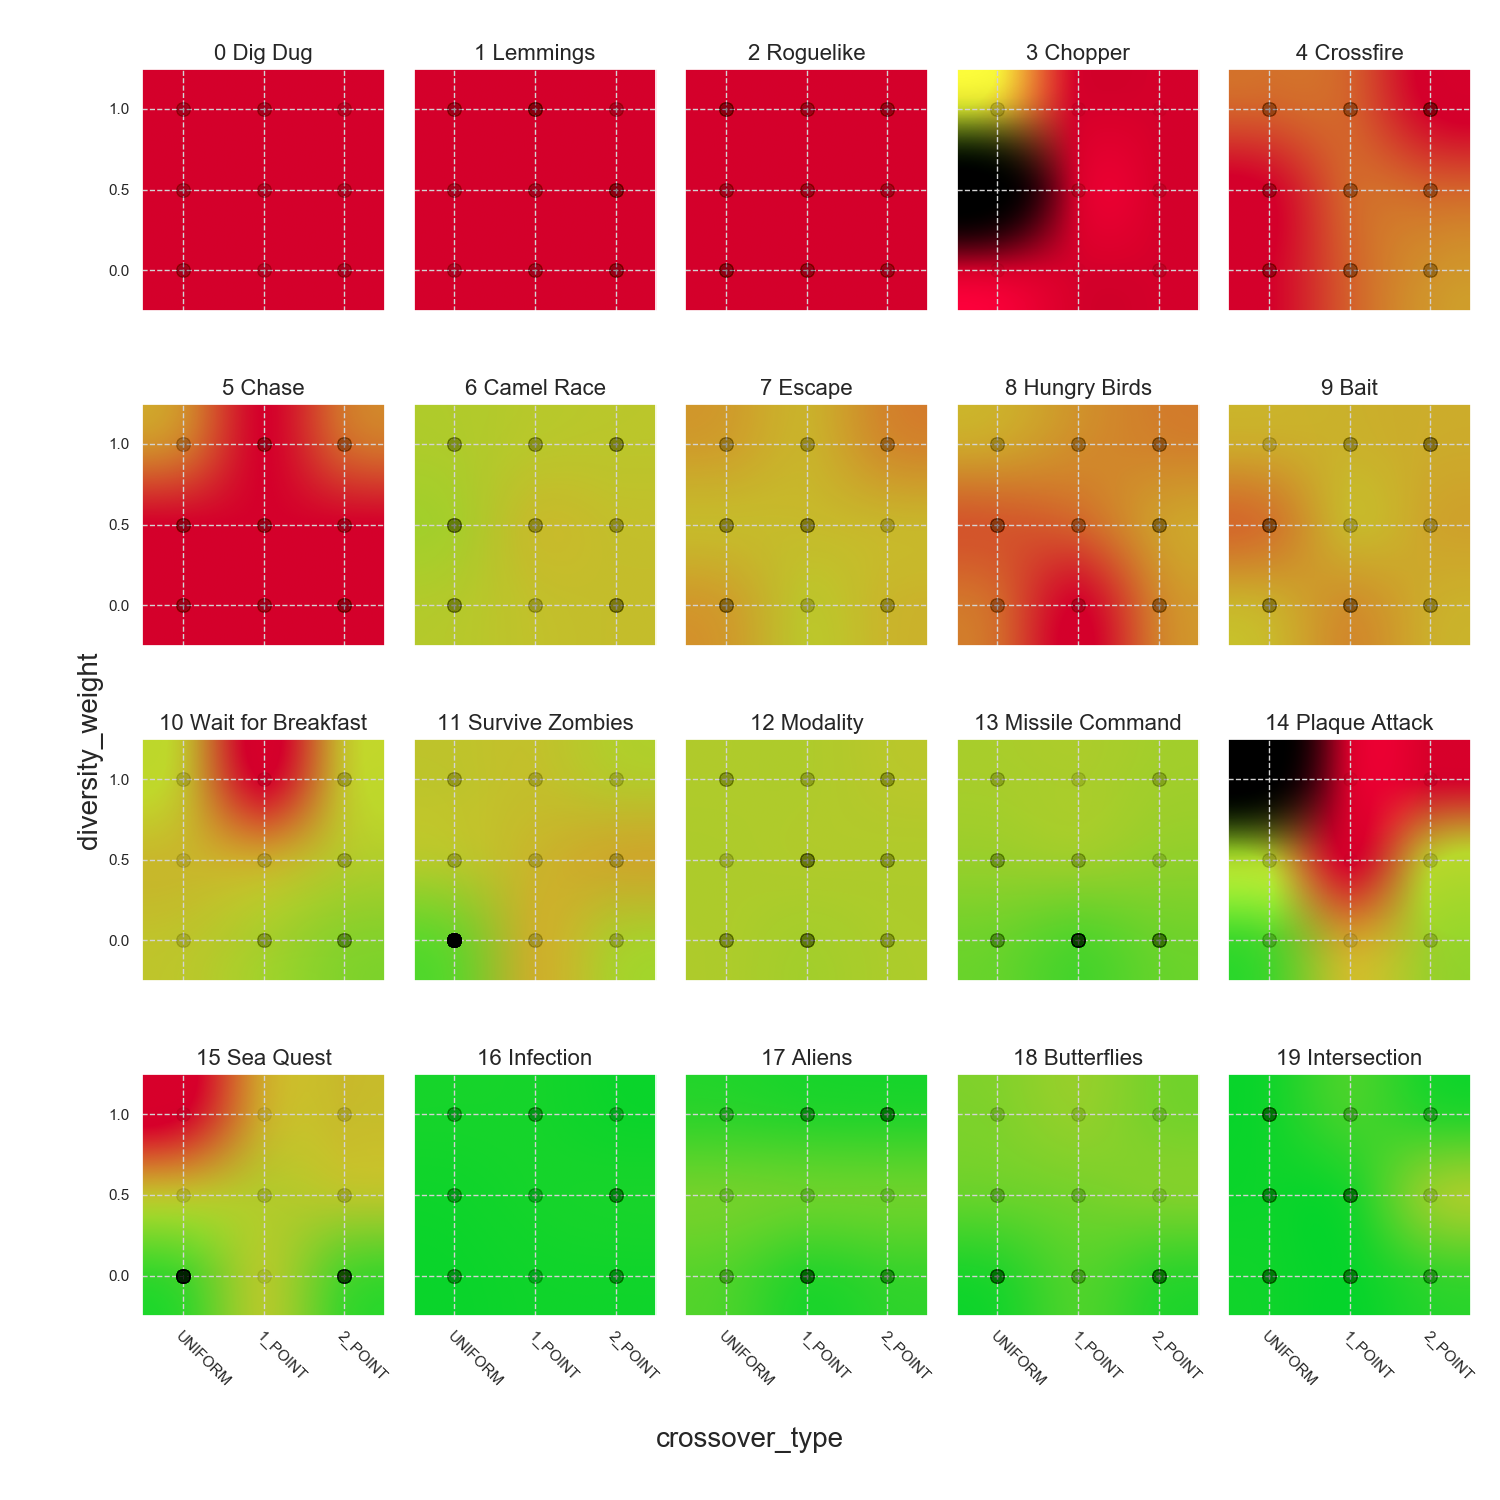 0 Dig Dug
1 Lemmings
2 Roguelike
3 Chopper
4 Crossfire
1.0
0.5
0.0
5 Chase
6 Camel Race
7 Escape
8 Hungry Birds
9 Bait
1.0
0.5
0.0
diversity_weight
10 Wait for Breakfast
11 Survive Zombies
12 Modality
13 Missile Command
14 Plaque Attack
1.0
0.5
0.0
15 Sea Quest
16 Infection
17 Aliens
18 Butterflies
19 Intersection
1.0
0.5
0.0
UNIFORM
1_POINT
2_POINT
UNIFORM
1_POINT
2_POINT
UNIFORM
1_POINT
2_POINT
UNIFORM
1_POINT
2_POINT
UNIFORM
1_POINT
2_POINT
crossover_type